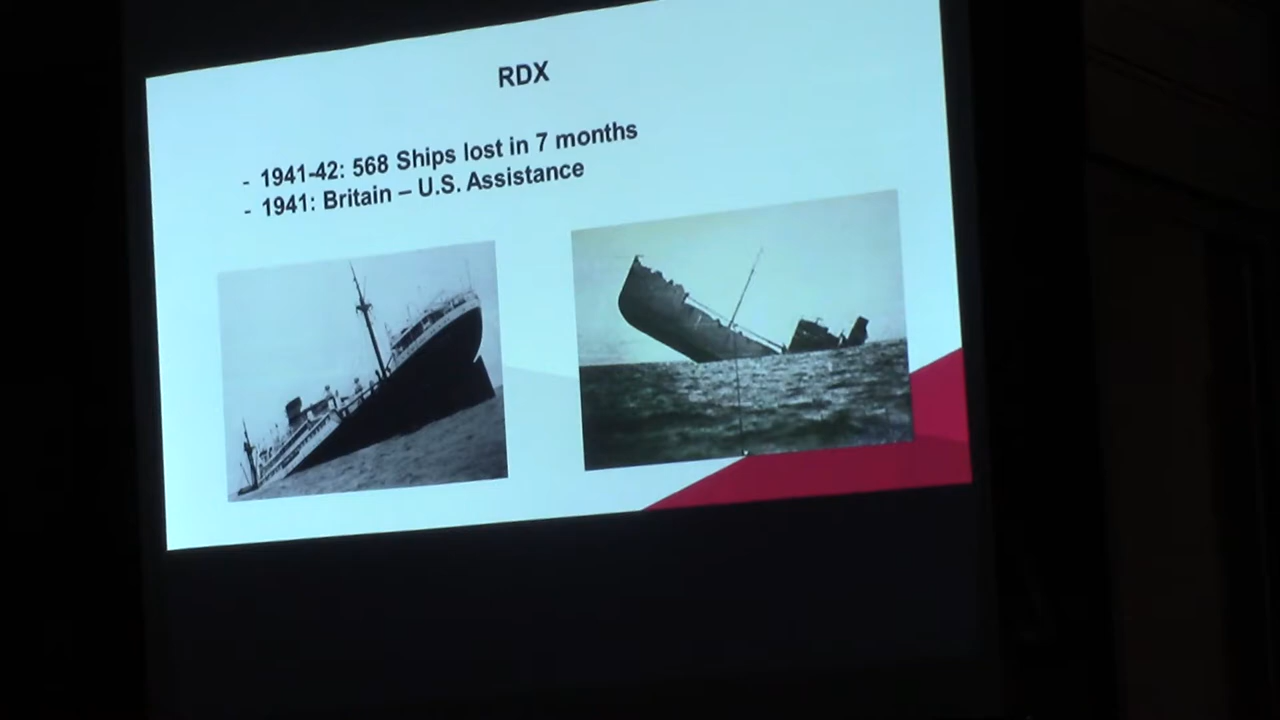 RDX
- 1941-42: 568 Ships lost in 7 months
- 1941: Britain – U.S. Assistance